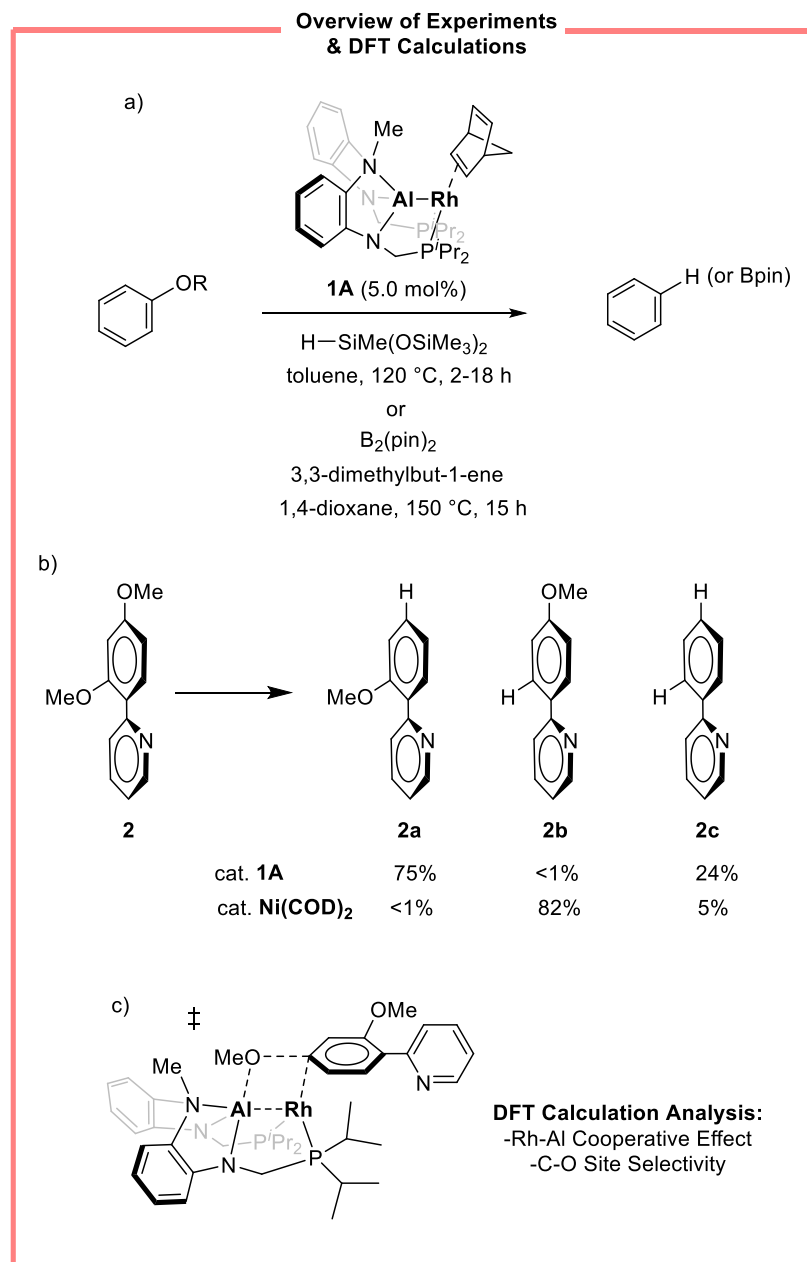 Overview of Experiments
& DFT Calculations
a)
Me
N
N
Al
Rh
N
PⁱPr₂
PⁱPr₂
OR
1A (5.0 mol%)
H (or Bpin)
H—SiMe(OSiMe₃)₂
toluene, 120 °C, 2-18 h
or
B₂(pin)₂
3,3-dimethylbut-1-ene
1,4-dioxane, 150 °C, 15 h
b)
OMe
MeO
N
H
MeO
N
OMe
H
N
H
H
N
2 2a 2b 2c
cat. 1A 75% <1% 24%
cat. Ni(COD)₂ <1% 82% 5%
c)
‡
OMe
MeO
N
Me
N
Al
Rh
N
PⁱPr₂
N
P
DFT Calculation Analysis:
-Rh-Al Cooperative Effect
-C-O Site Selectivity